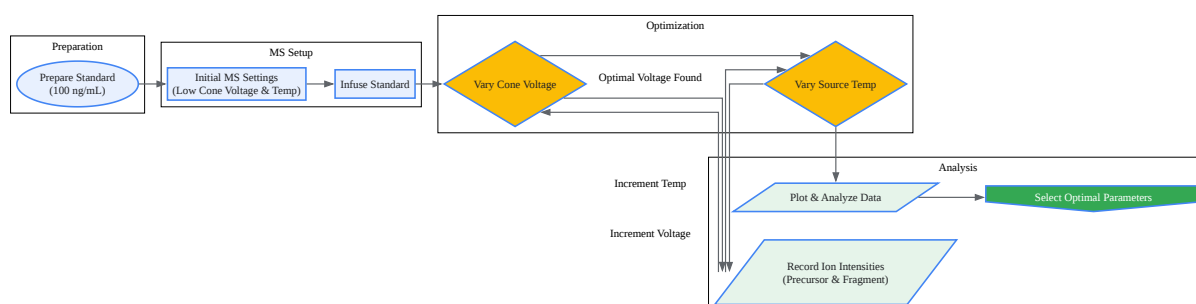 Preparation
Prepare Standard
(100 ng/mL)
MS Setup
Initial MS Settings
(Low Cone Voltage & Temp)
Infuse Standard
Optimization
Vary Cone Voltage
Optimal Voltage Found
Vary Source Temp
Increment Temp
Increment Voltage
Analysis
Plot & Analyze Data
Select Optimal Parameters
Record Ion Intensities
(Precursor & Fragment)